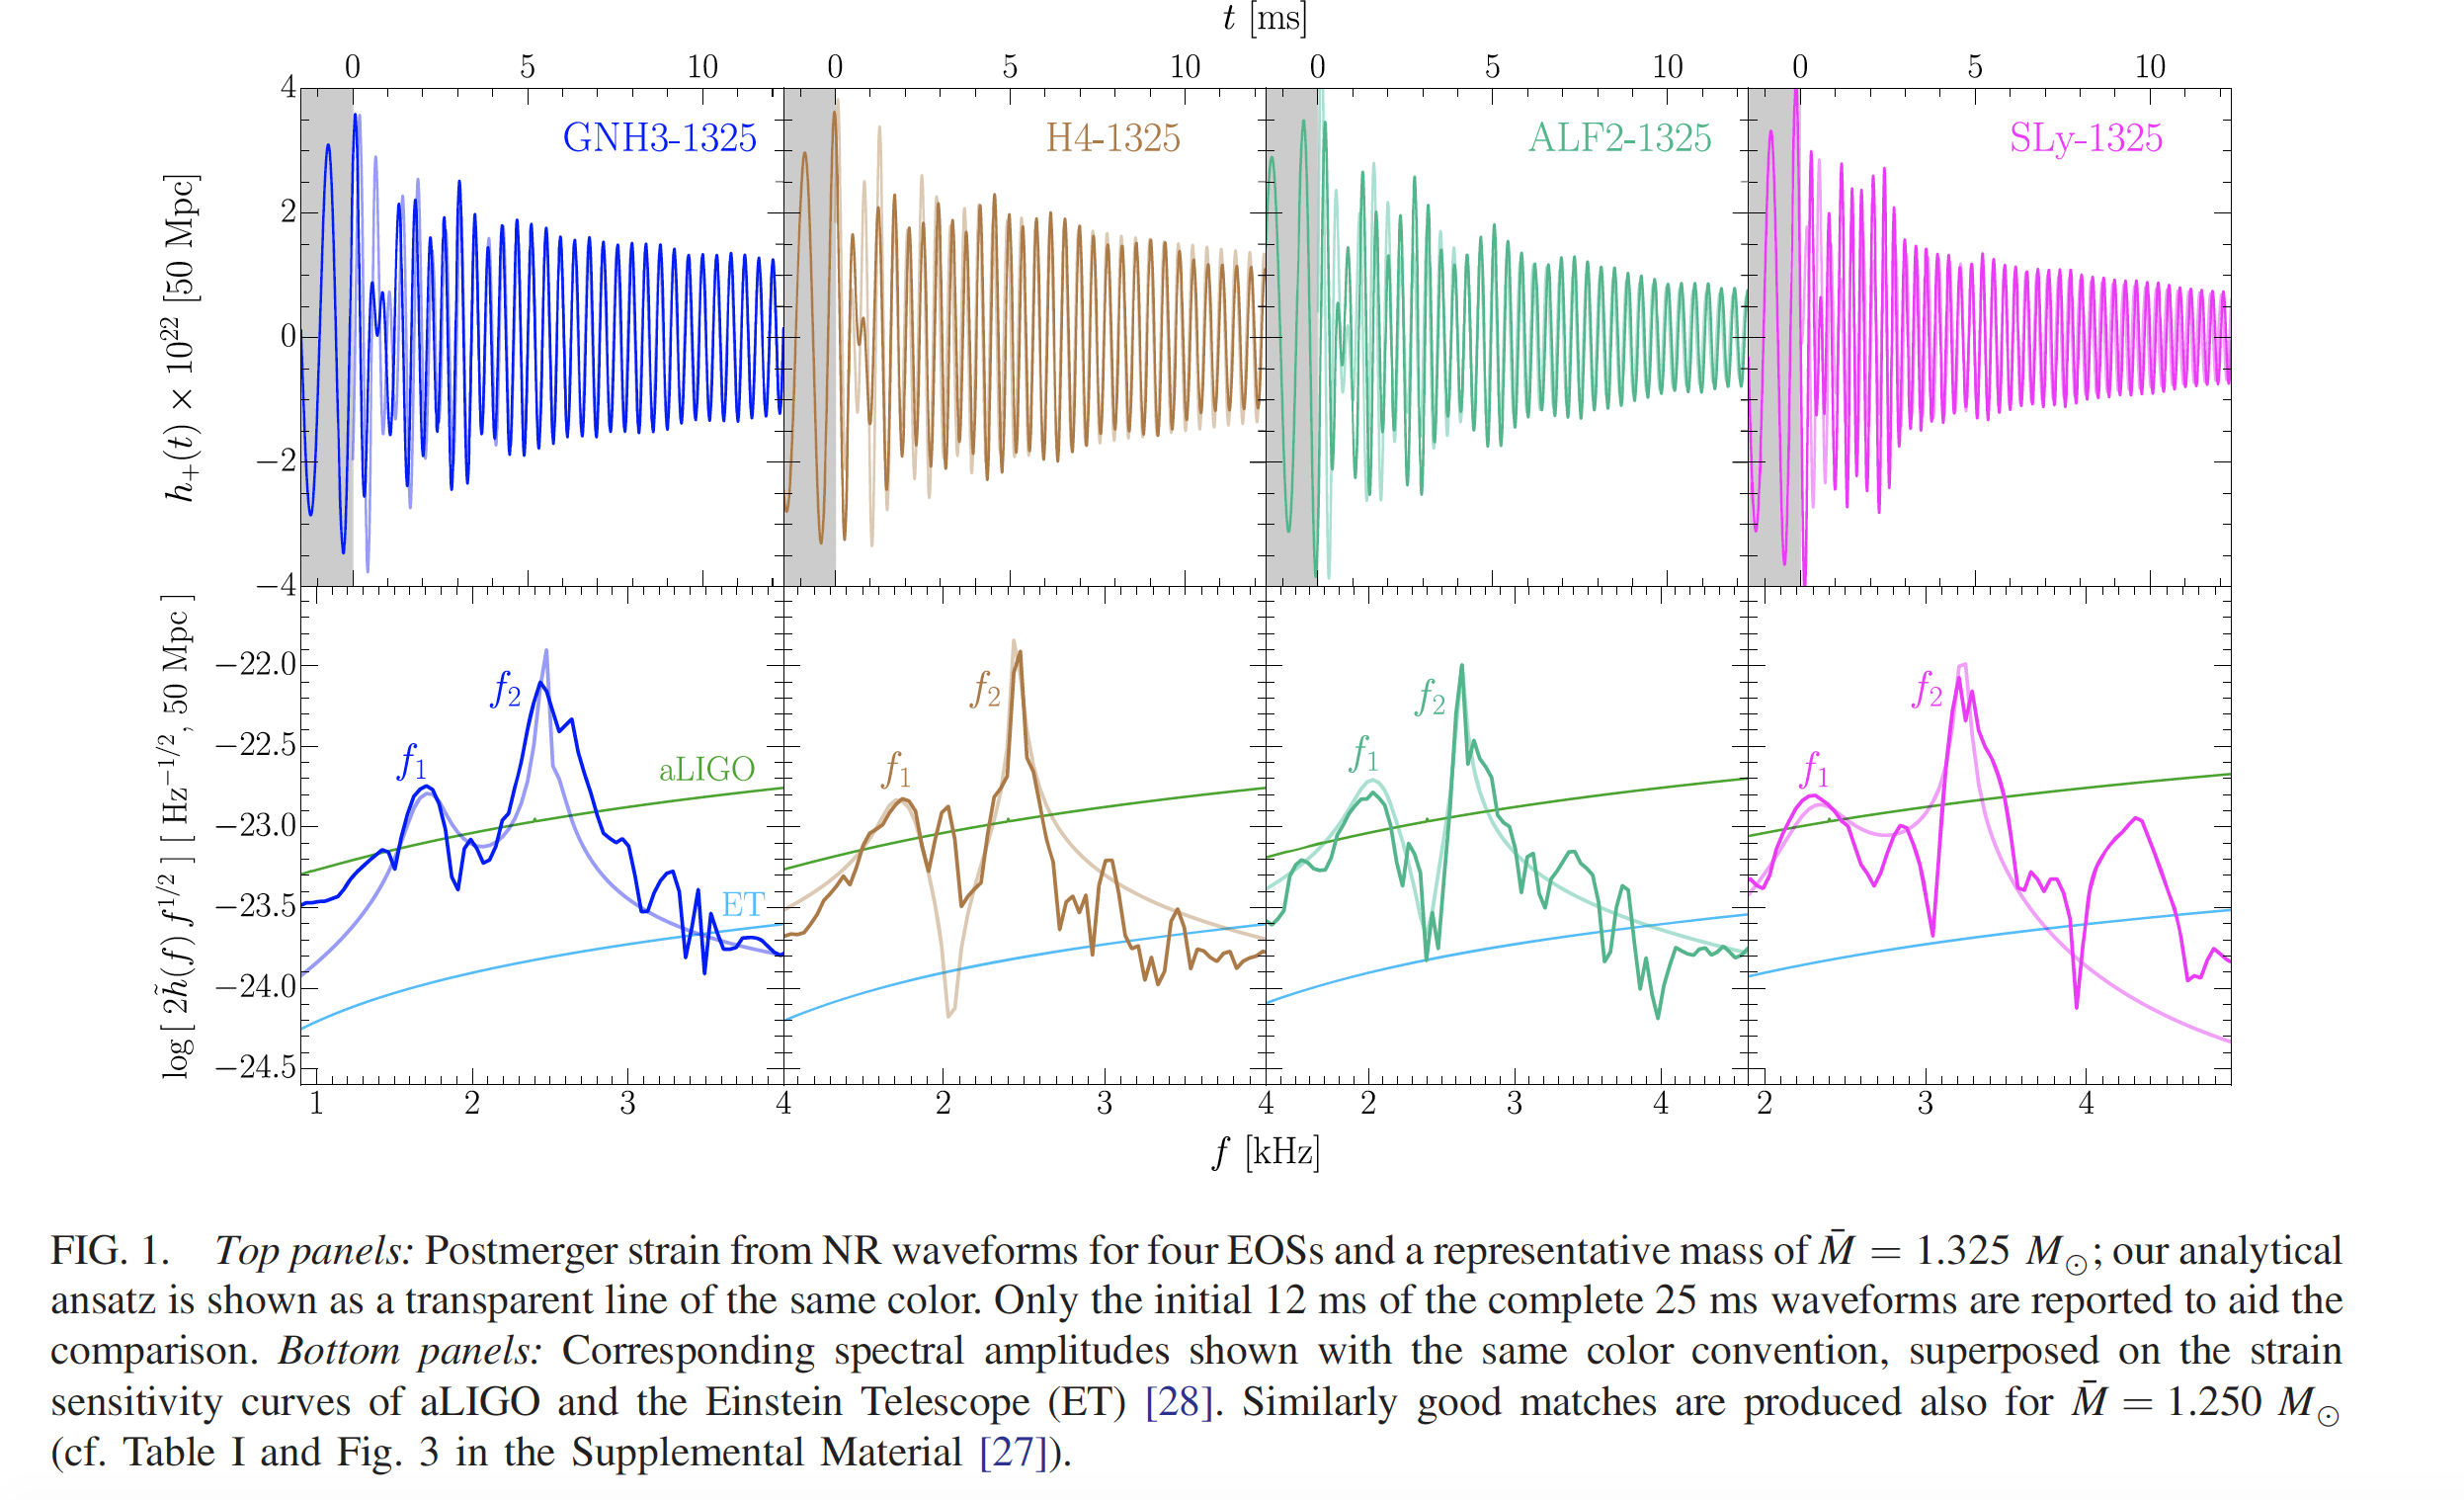 t [ms]
0 5 10 0 5 10 0 5 10 0 5 10
4
2
0
−2
−4
h₊(t) × 10²² [50 Mpc]
GNH3-1325
H4-1325
ALF2-1325
SLy-1325
−22.0
−22.5
−23.0
−23.5
−24.0
−24.5
log [ 2h̃(f) f^{1/2} ] [ Hz^{−1/2}, 50 Mpc ]
f₁ f₂
aLIGO
ET
f₁ f₂
f₁ f₂
f₁ f₂
1 2 3 4 2 3 4 2 3 4 2 3 4
f [kHz]
FIG. 1. Top panels: Postmerger strain from NR waveforms for four EOSs and a representative mass of M̄ = 1.325 M⊙; our analytical
ansatz is shown as a transparent line of the same color. Only the initial 12 ms of the complete 25 ms waveforms are reported to aid the
comparison. Bottom panels: Corresponding spectral amplitudes shown with the same color convention, superposed on the strain
sensitivity curves of aLIGO and the Einstein Telescope (ET) [28]. Similarly good matches are produced also for M̄ = 1.250 M⊙
(cf. Table I and Fig. 3 in the Supplemental Material [27]).